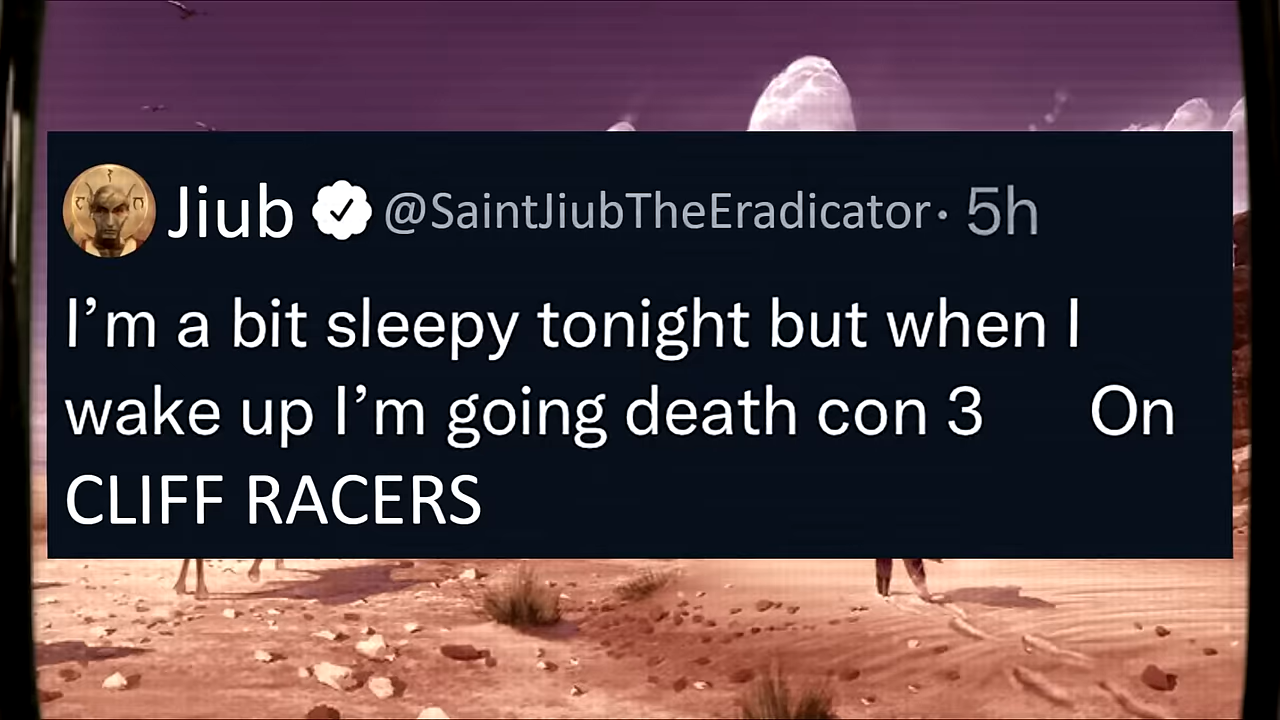 Jiub @SaintJiubTheEradicator · 5h
I’m a bit sleepy tonight but when I
wake up I’m going death con 3 On
CLIFF RACERS